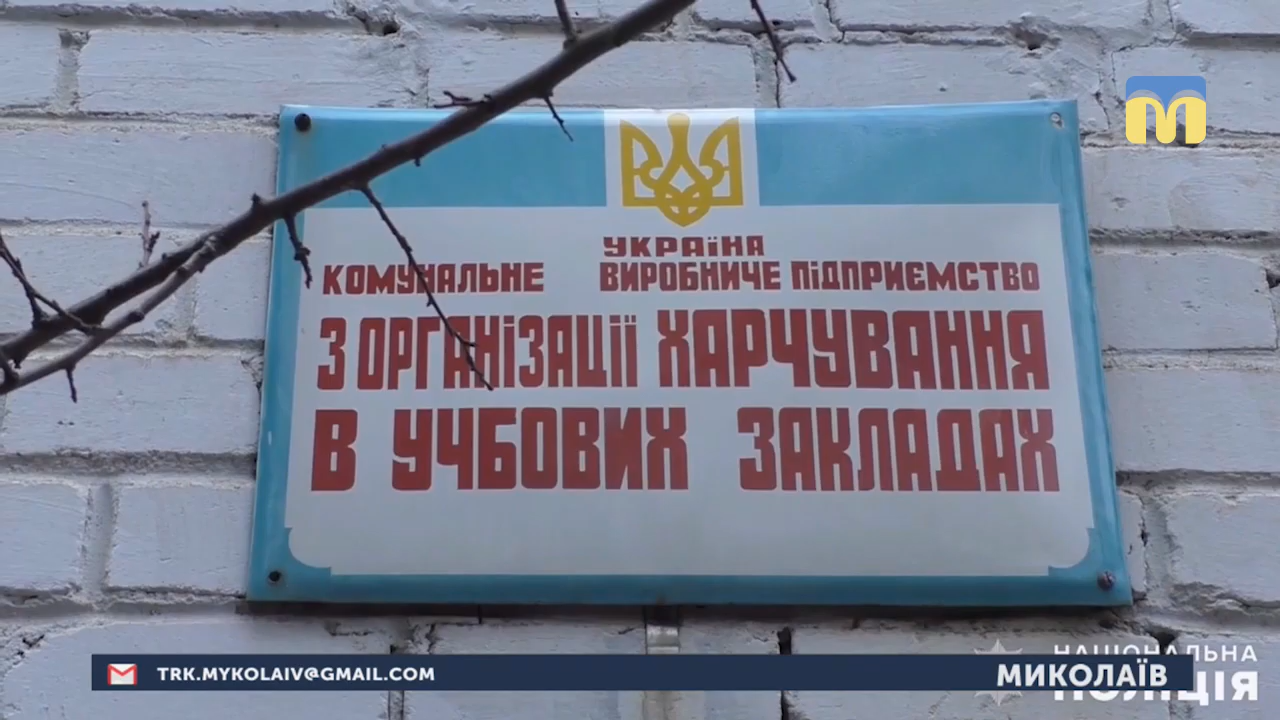 УКРАЇНА
КОМУНАЛЬНЕ ВИРОБНИЧЕ ПІДПРИЄМСТВО
З ОРГАНІЗАЦІЇ ХАРЧУВАННЯ
В УЧБОВИХ ЗАКЛАДАХ
TRK.MYKOLAIV@GMAIL.COM
МИКОЛАЇВ
НАЦІОНАЛЬНА
ПОЛІЦІЯ